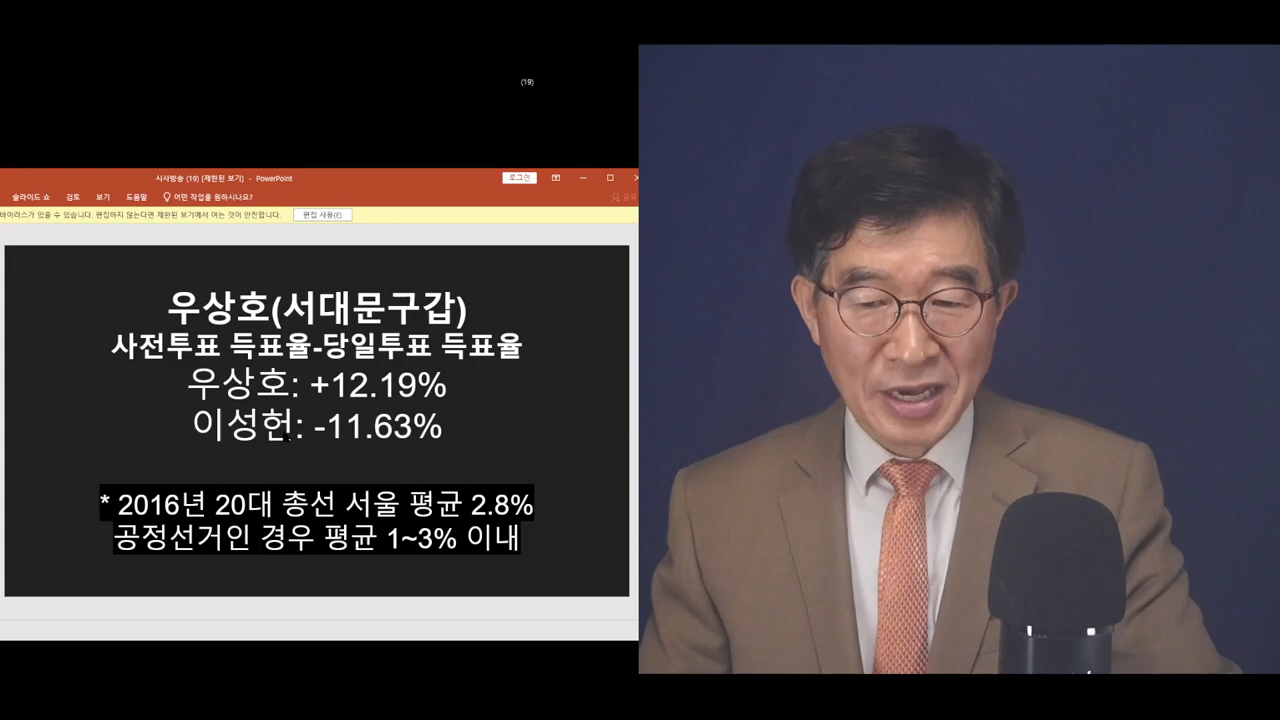 (19)
시사방송 (19) [제한된 보기] - PowerPoint
로그인
슬라이드 쇼 검토 보기 도움말 어떤 작업을 원하시나요? 공유
바이러스가 있을 수 있습니다. 편집하지 않는다면 제한된 보기에서 여는 것이 안전합니다. 편집 사용(E)
우상호(서대문구갑)
사전투표 득표율-당일투표 득표율
우상호: +12.19%
이성헌: -11.63%
* 2016년 20대 총선 서울 평균 2.8%
공정선거인 경우 평균 1~3% 이내